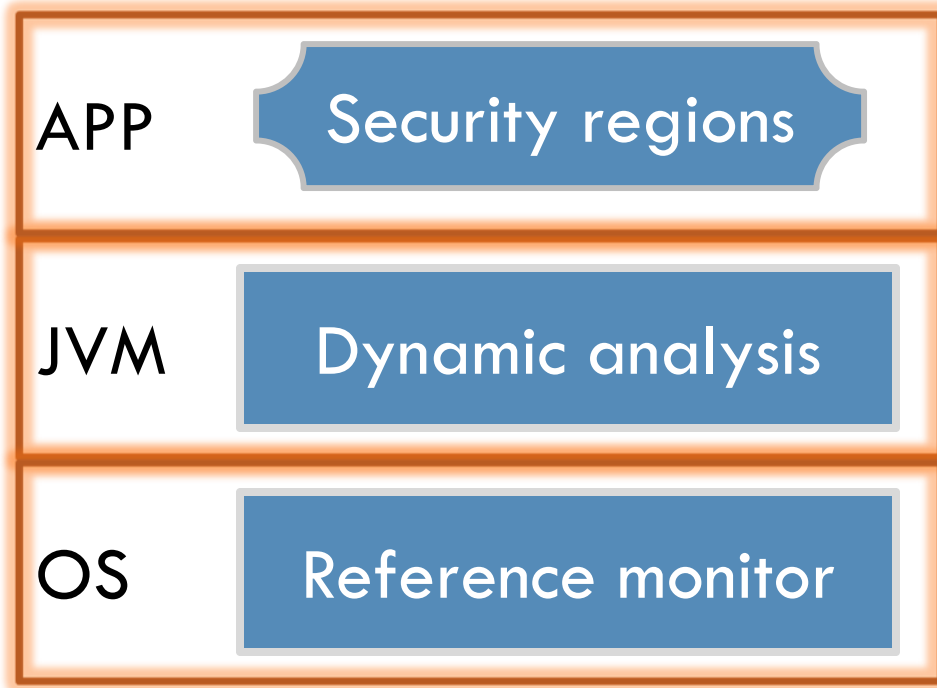 APP
Security regions
JVM
Dynamic analysis
OS
Reference monitor